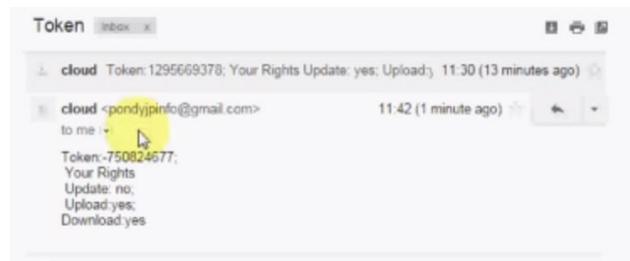 Token Inbox x
cloud Token:1295669378; Your Rights Update: yes; Upload:y 11:30 (13 minutes ago)
cloud <pondyjpinfo@gmail.com> 11:42 (1 minute ago)
to me
Token:-750824677;
Your Rights
Update: no;
Upload:yes;
Download:yes